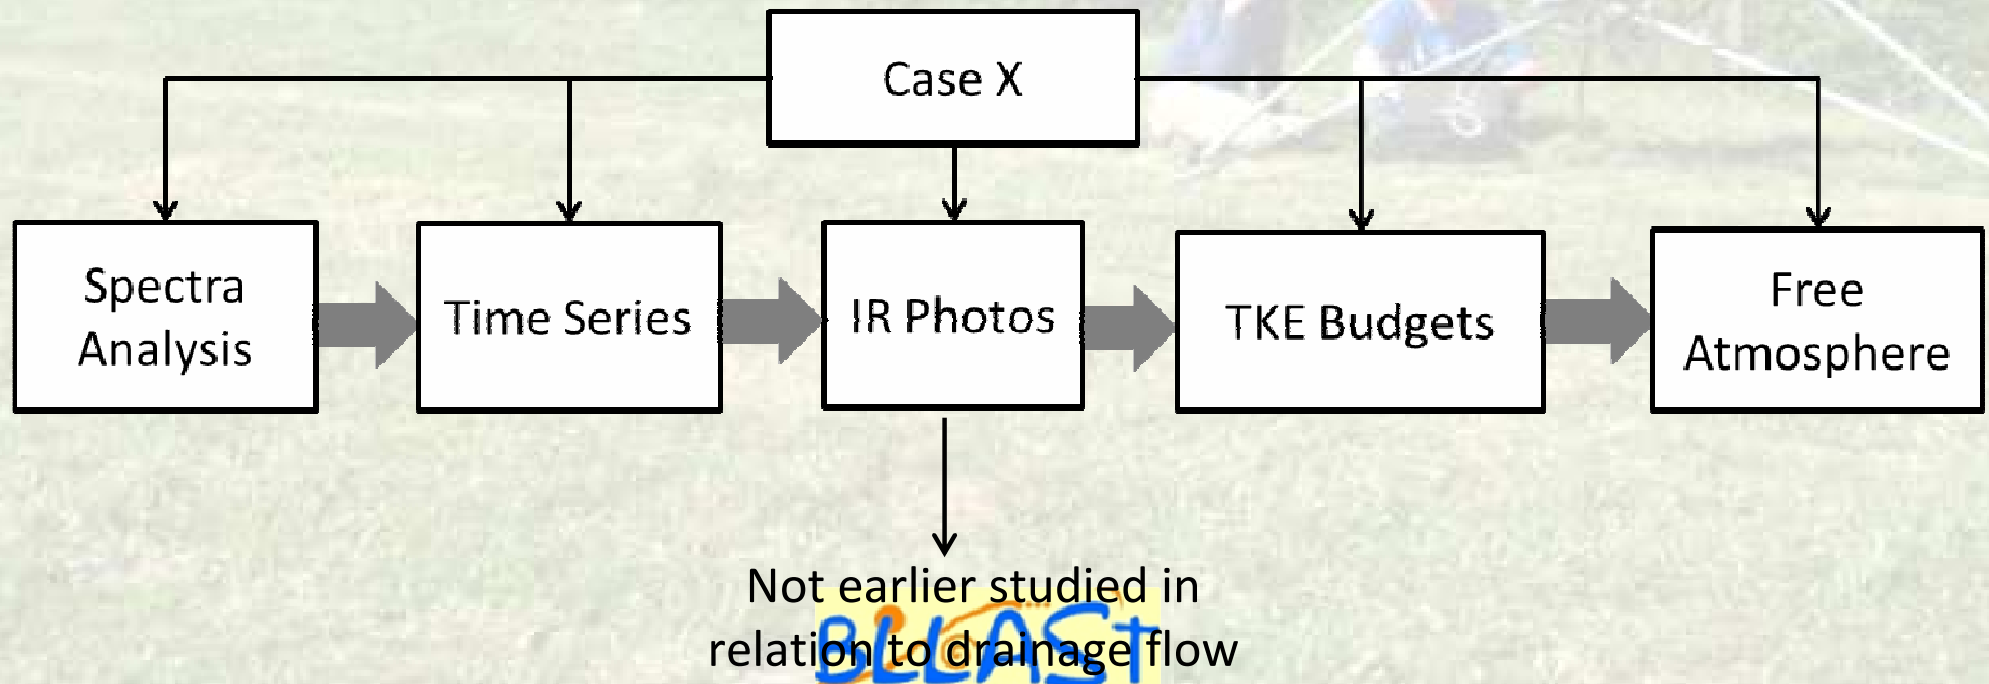 Case X
Spectra
Analysis
Time Series
IR Photos
TKE Budgets
Free
Atmosphere
Not earlier studied in
relation to drainage flow
BLLAST